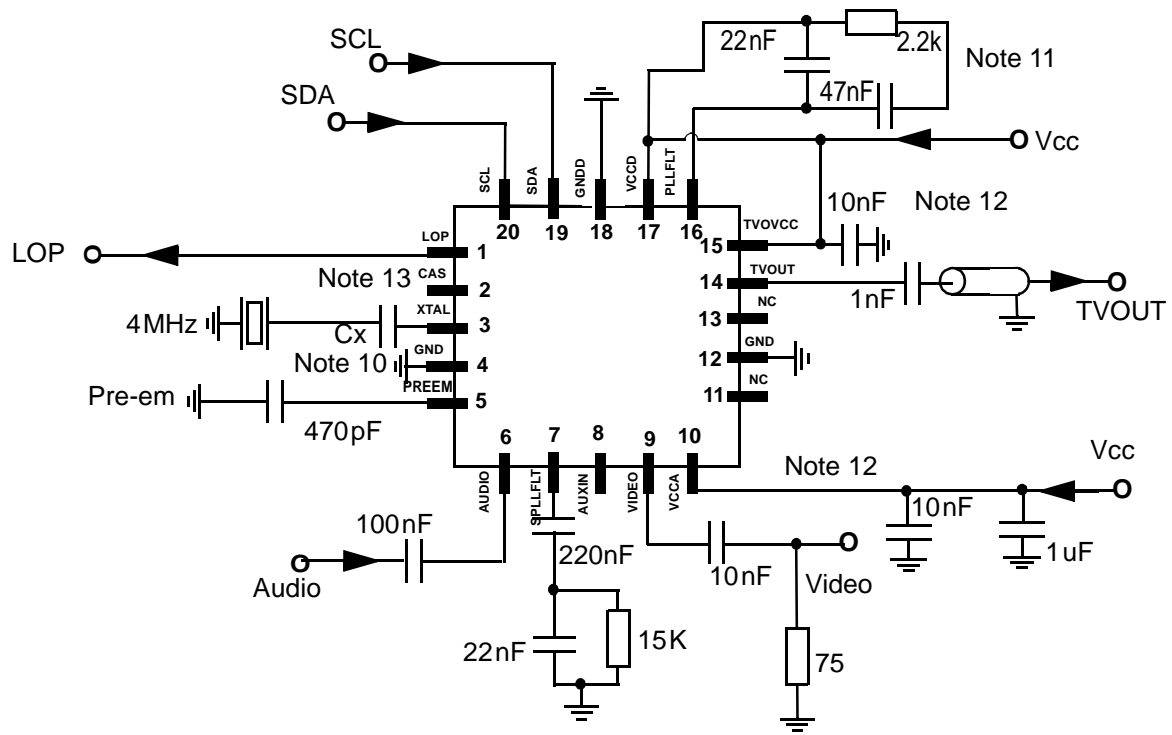 SCL
SDA
22nF
2.2k
Note 11
47nF
Vcc
SCL
SDA
GNDD
VCCD
PLLFLT
20
19
18
17
16
10nF
Note 12
LOP
LOP
1
Note 13
CAS
2
XTAL
3
4MHz
Cx
Note 10
GND
4
Pre-em
PREEM
5
470pF
TVOVCC
15
TVOUT
14
1nF
TVOUT
NC
13
GND
12
NC
11
6
7
8
9
10
AUDIO
SPLLFLT
AUXIN
VIDEO
VCCA
Note 12
Vcc
100nF
Audio
220nF
10nF
Video
10nF
1uF
22nF
15K
75